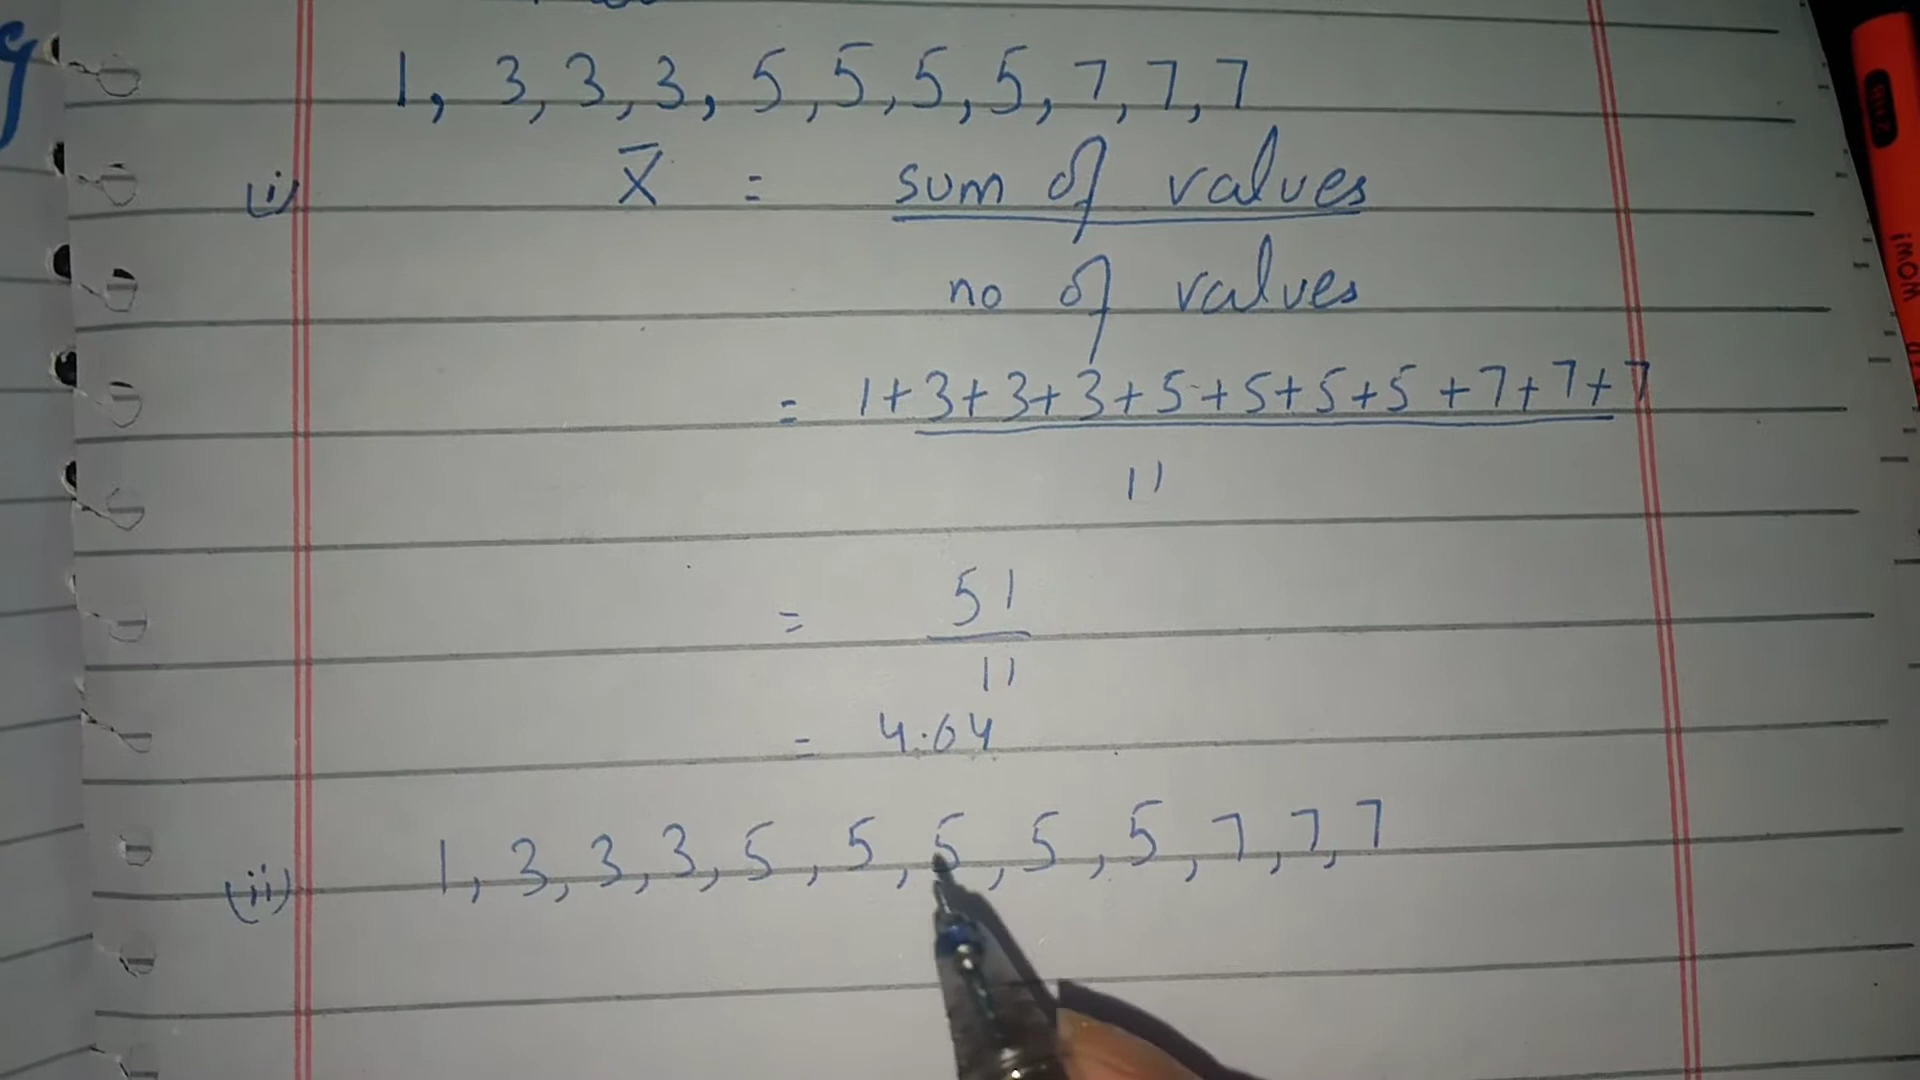 1, 3, 3, 3, 5, 5, 5, 5, 7, 7, 7
(i) X̄ = sum of values
no of values
= 1+3+3+3+5+5+5+5+7+7+7
11
= 51
11
= 4.64
(ii) 1, 3, 3, 3, 5, 5, 5, 5, 5, 7, 7, 7